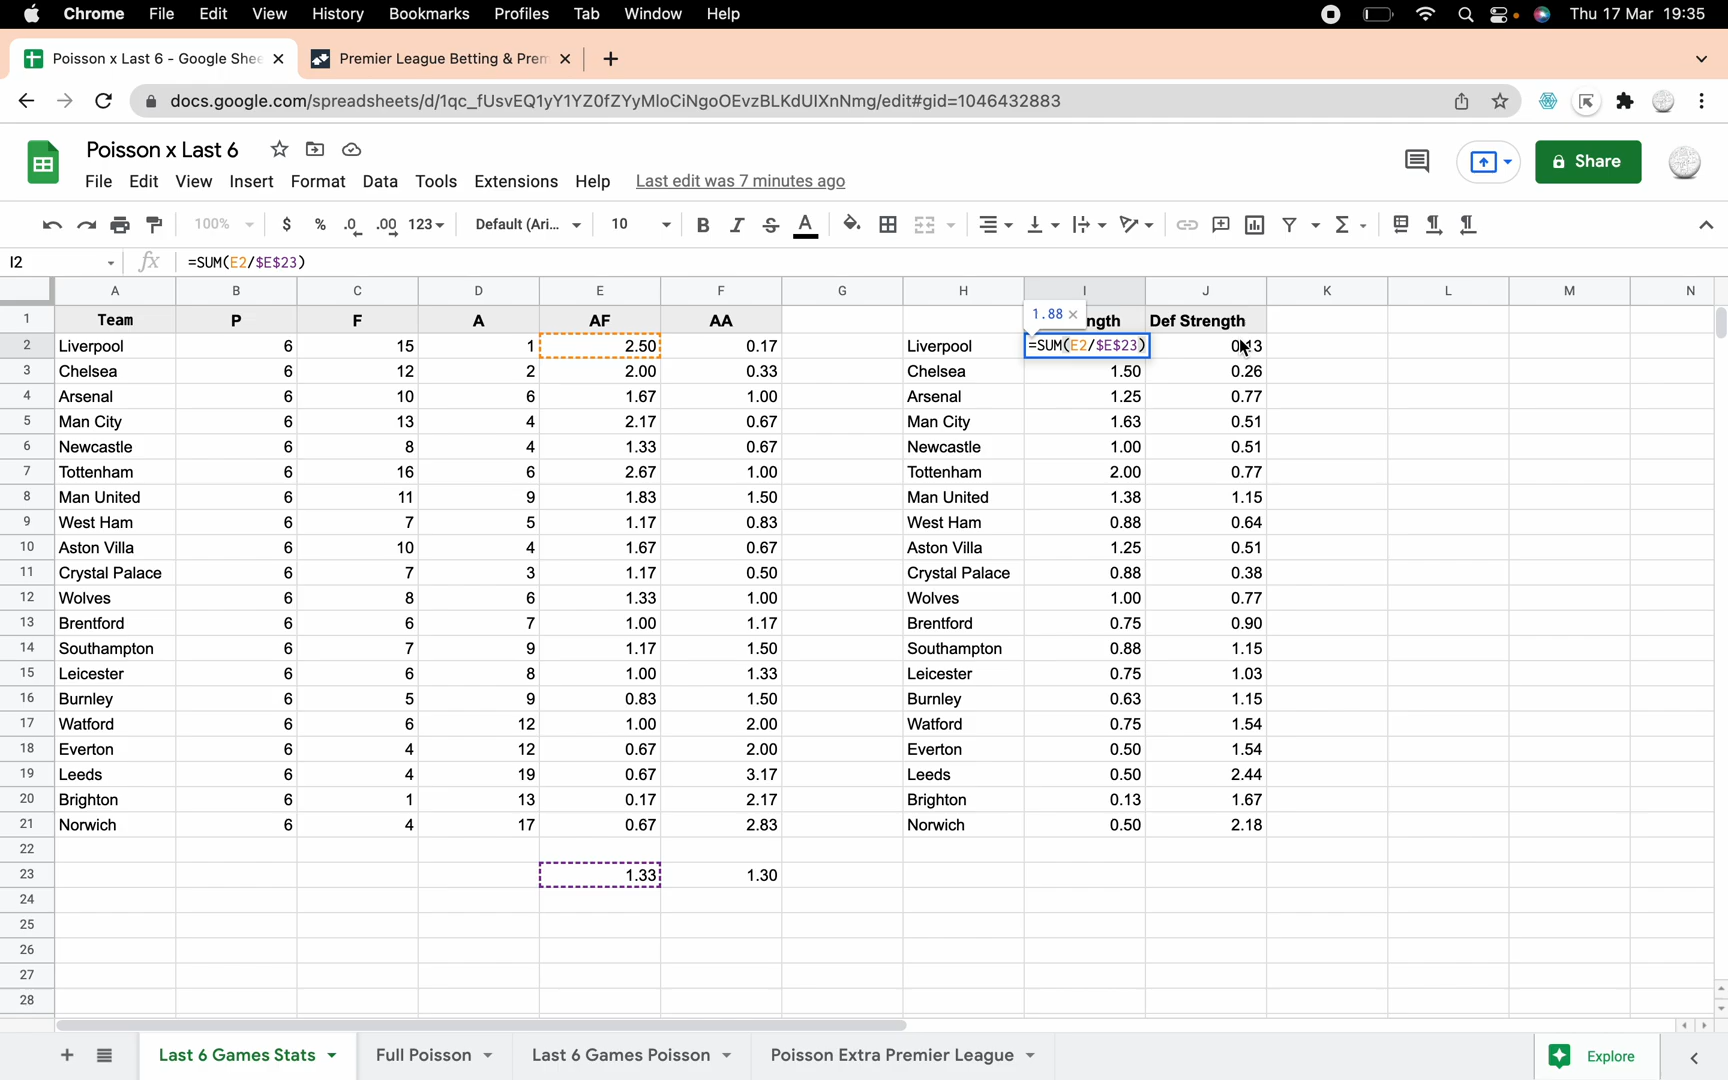 Chrome File Edit View History Bookmarks Profiles Tab Window Help Thu 17 Mar 19:35
Poisson x Last 6 - Google Shee Premier League Betting & Prem
docs.google.com/spreadsheets/d/1qc_fUsvEQ1yY1YZ0fZYyMloCiNgoOEvzBLKdUIXnNmg/edit#gid=1046432883
Poisson x Last 6 Share
File Edit View Insert Format Data Tools Extensions Help Last edit was 7 minutes ago
100% $ % .0 .00 123 Default (Ari... 10 B I S A
I2 fx =SUM(E2/$E$23)
A B C D E F G H I J K L M N
1 Team P F A AF AA 1.88 × ngth Def Strength
2 Liverpool 6 15 1 2.50 0.17 Liverpool =SUM(E2/$E$23) 0.13
3 Chelsea 6 12 2 2.00 0.33 Chelsea 1.50 0.26
4 Arsenal 6 10 6 1.67 1.00 Arsenal 1.25 0.77
5 Man City 6 13 4 2.17 0.67 Man City 1.63 0.51
6 Newcastle 6 8 4 1.33 0.67 Newcastle 1.00 0.51
7 Tottenham 6 16 6 2.67 1.00 Tottenham 2.00 0.77
8 Man United 6 11 9 1.83 1.50 Man United 1.38 1.15
9 West Ham 6 7 5 1.17 0.83 West Ham 0.88 0.64
10 Aston Villa 6 10 4 1.67 0.67 Aston Villa 1.25 0.51
11 Crystal Palace 6 7 3 1.17 0.50 Crystal Palace 0.88 0.38
12 Wolves 6 8 6 1.33 1.00 Wolves 1.00 0.77
13 Brentford 6 6 7 1.00 1.17 Brentford 0.75 0.90
14 Southampton 6 7 9 1.17 1.50 Southampton 0.88 1.15
15 Leicester 6 6 8 1.00 1.33 Leicester 0.75 1.03
16 Burnley 6 5 9 0.83 1.50 Burnley 0.63 1.15
17 Watford 6 6 12 1.00 2.00 Watford 0.75 1.54
18 Everton 6 4 12 0.67 2.00 Everton 0.50 1.54
19 Leeds 6 4 19 0.67 3.17 Leeds 0.50 2.44
20 Brighton 6 1 13 0.17 2.17 Brighton 0.13 1.67
21 Norwich 6 4 17 0.67 2.83 Norwich 0.50 2.18
22
23 1.33 1.30
24
25
26
27
28
Last 6 Games Stats Full Poisson Last 6 Games Poisson Poisson Extra Premier League Explore